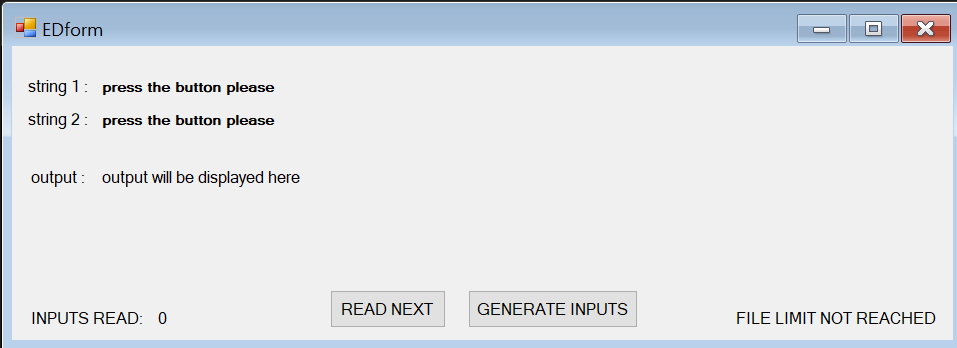 EDform
string 1 : press the button please
string 2 : press the button please
output : output will be displayed here
READ NEXT GENERATE INPUTS
INPUTS READ: 0 FILE LIMIT NOT REACHED